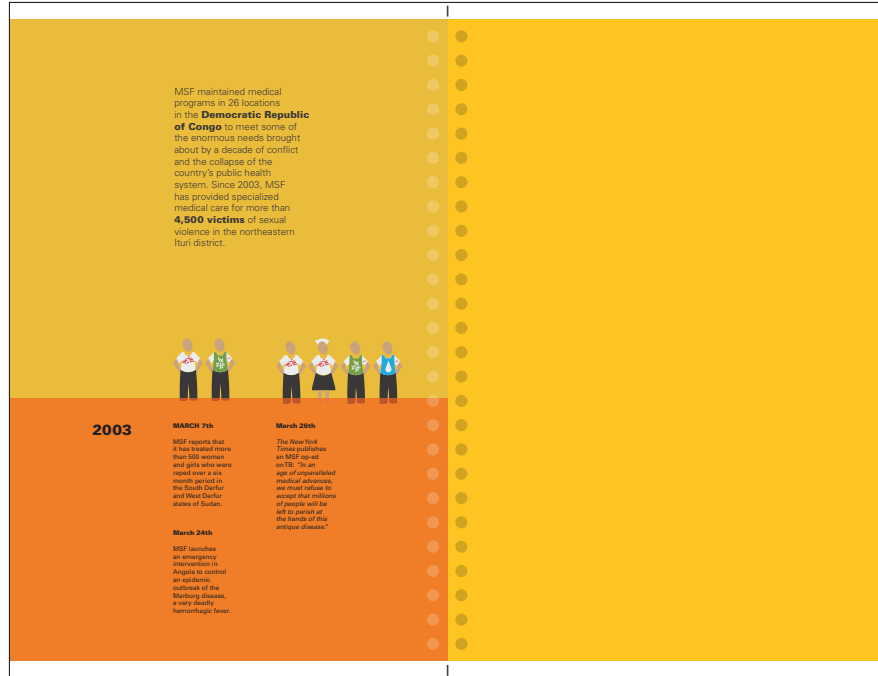 MSF maintained medical
programs in 26 locations
in the Democratic Republic
of Congo to meet some of
the enormous needs brought
about by a decade of conflict
and the collapse of the
country's public health
system. Since 2003, MSF
has provided specialized
medical care for more than
4,500 victims of sexual
violence in the northeastern
Ituri district.
2003
MARCH 7th
MSF reports that
it has treated more
than 500 women
and girls who were
raped over a six
month period in
the South Darfur
and West Darfur
states of Sudan.
March 24th
MSF launches
an emergency
intervention in
Angola to control
an epidemic
outbreak of the
Marburg disease,
a very deadly
hemorrhagic fever.
March 26th
The New York
Times publishes
an MSF op-ed
onTB: "In an
age of unparalleled
medical advances,
we must refuse to
accept that millions
of people will be
left to perish at
the hands of this
antique disease."